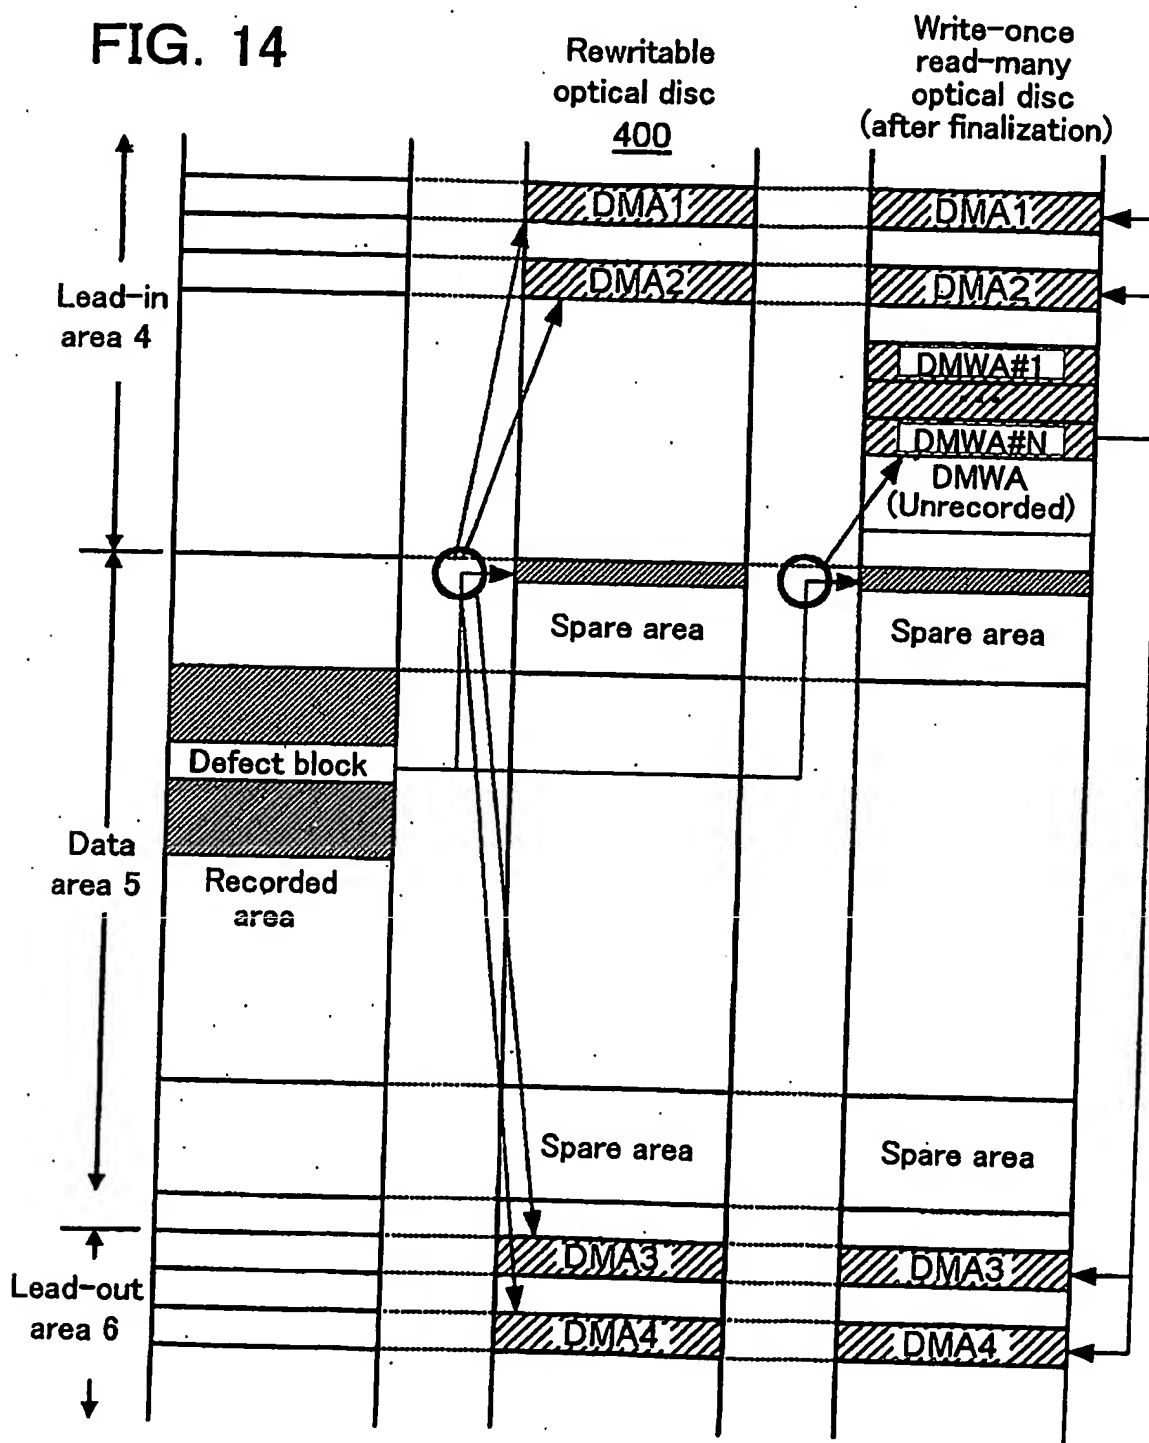 FIG. 14
Rewritable
optical disc
400
Write-once
read-many
optical disc
(after finalization)
DMA1
DMA1
DMA2
DMA2
Lead-in
area 4
DMWA#1
...
DMWA#N
DMWA
(Unrecorded)
Spare area
Spare area
Defect block
Data
area 5
Recorded
area
Spare area
Spare area
DMA3
DMA3
Lead-out
area 6
DMA4
DMA4